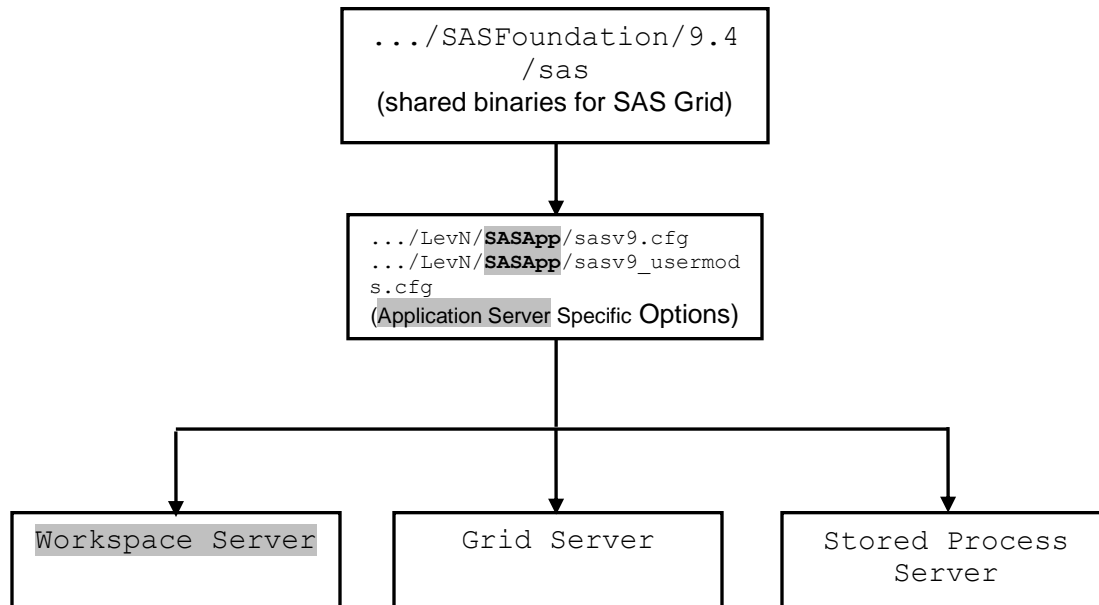 .../SASFoundation/9.4
/sas
(shared binaries for SAS Grid)
.../LevN/SASApp/sasv9.cfg
.../LevN/SASApp/sasv9_usermod
s.cfg
(Application Server Specific Options)
Workspace Server
Grid Server
Stored Process
Server